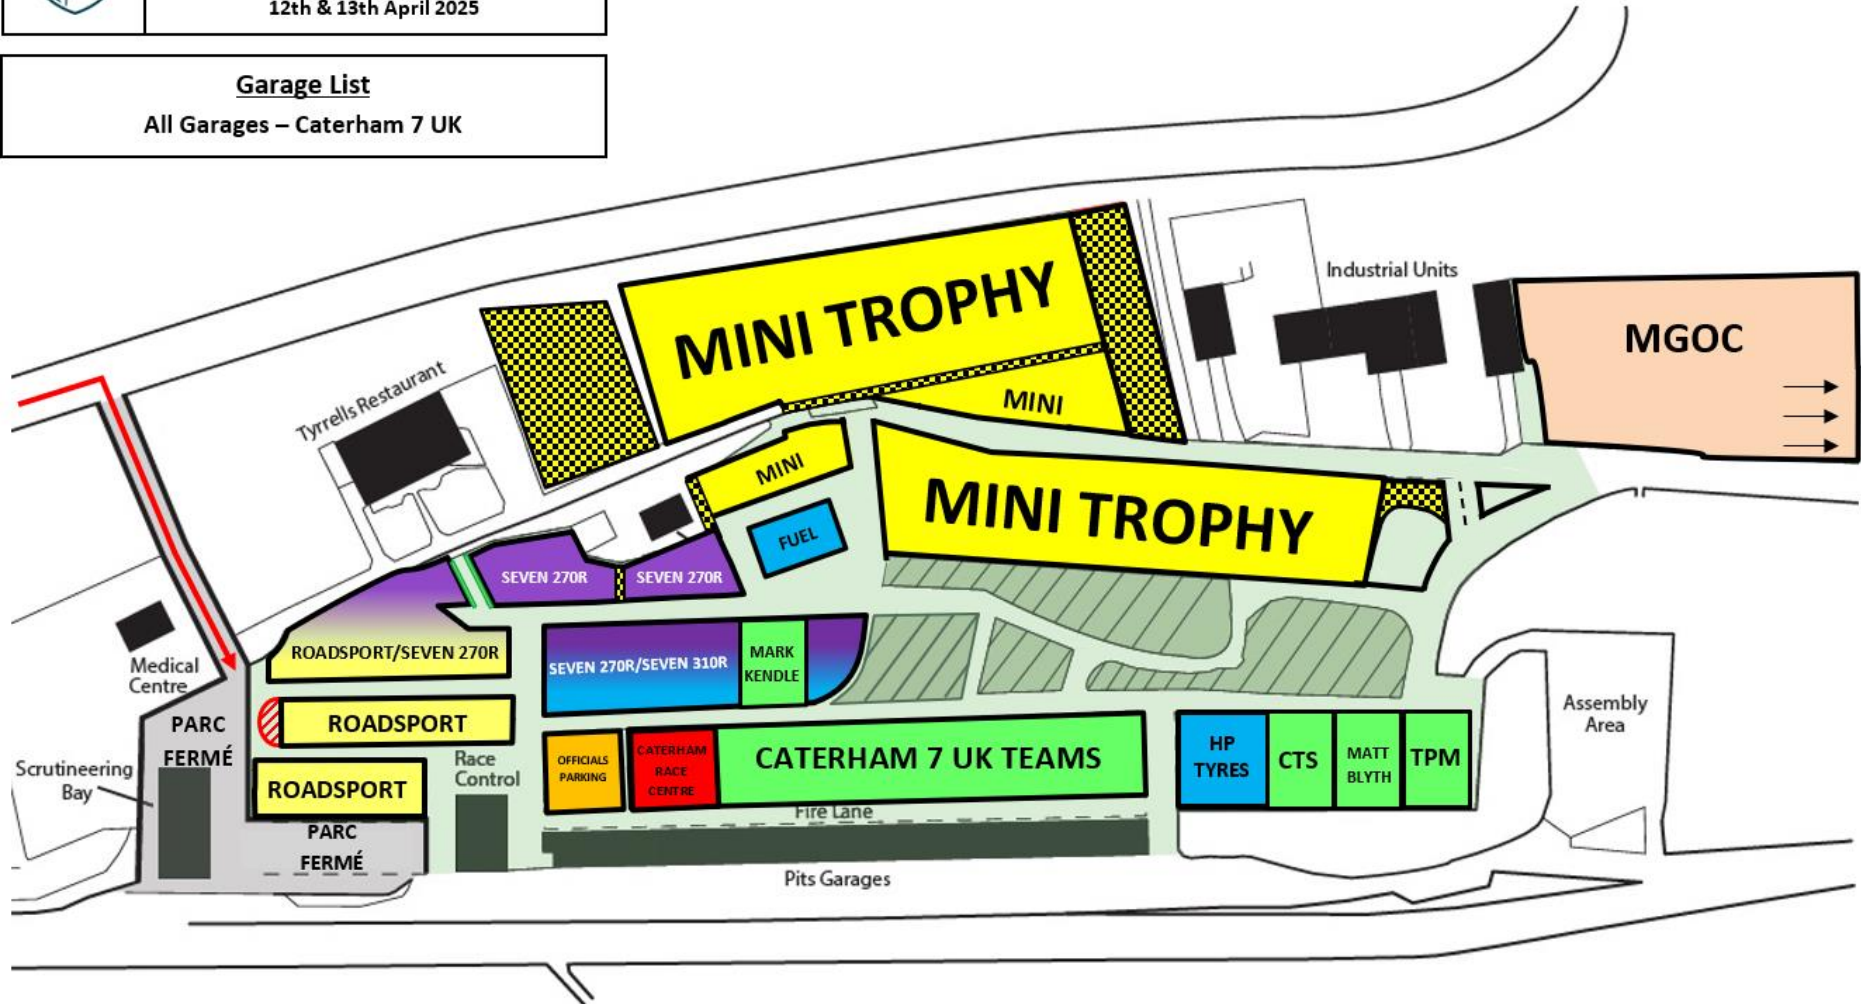 12th & 13th April 2025
Garage List
All Garages – Caterham 7 UK
MINI TROPHY
Industrial Units
MGOC
Tyrrells Restaurant
MINI
MINI
MINI TROPHY
FUEL
SEVEN 270R
SEVEN 270R
ROADSPORT/SEVEN 270R
SEVEN 270R/SEVEN 310R
MARK
KENDLE
Medical
Centre
PARC
FERMÉ
ROADSPORT
Assembly
Area
Scrutineering
Bay
Race
Control
OFFICIALS
PARKING
CATERHAM
RACE
CENTRE
CATERHAM 7 UK TEAMS
HP
TYRES
CTS
MATT
BLYTH
TPM
ROADSPORT
Fire Lane
PARC
FERMÉ
Pits Garages